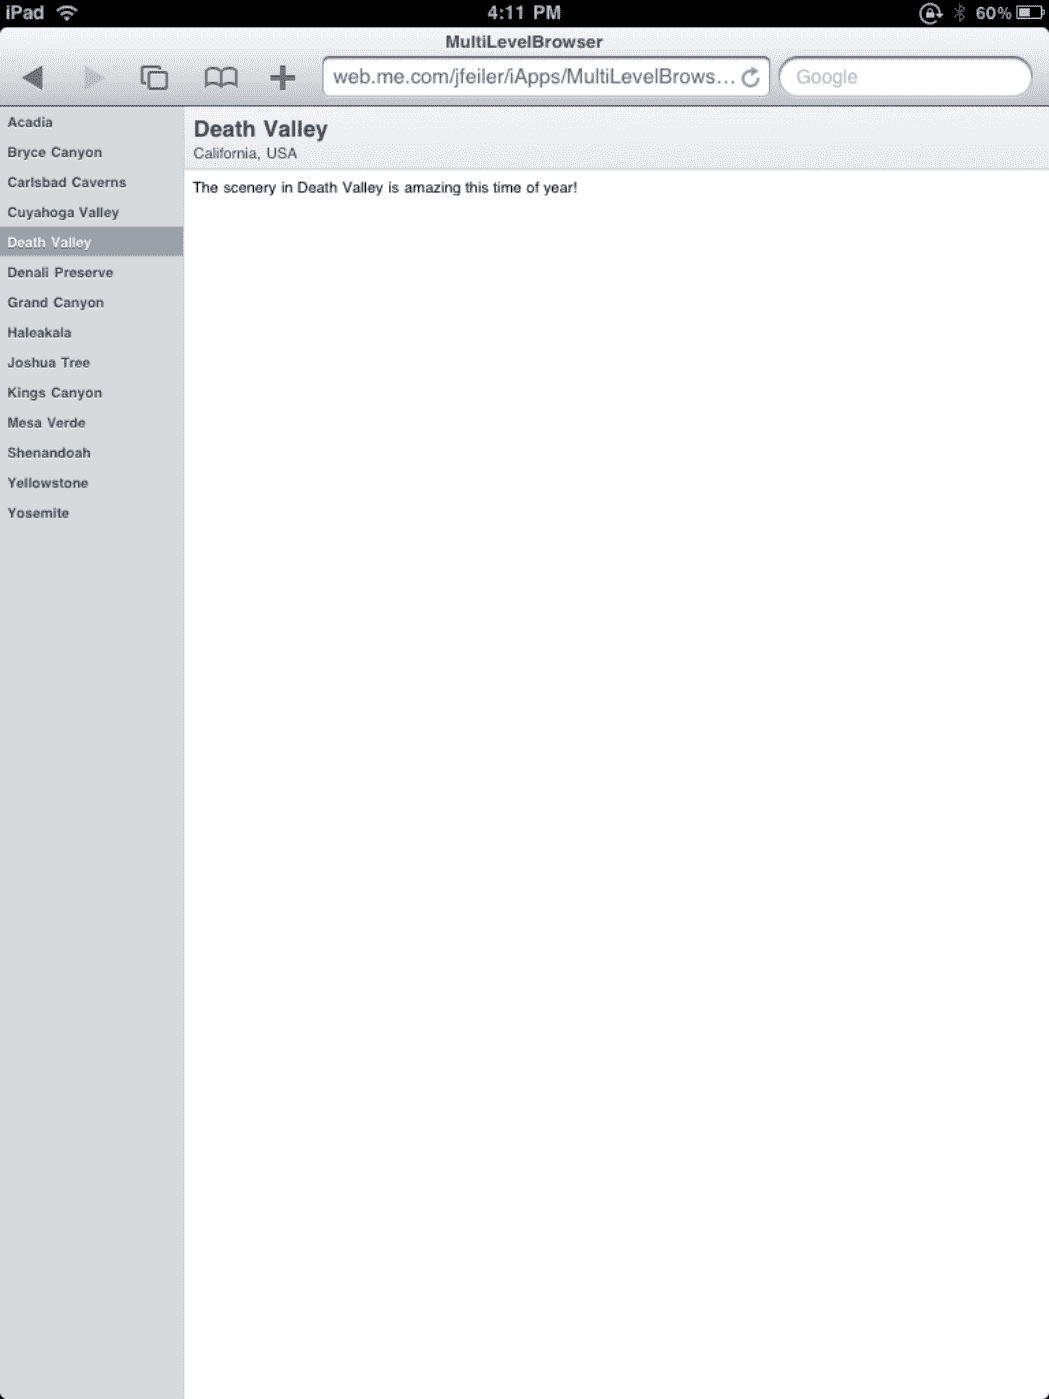 iPad 4:11 PM 60%
MultiLevelBrowser
web.me.com/jfeiler/iApps/MultiLevelBrows... Google
Acadia
Bryce Canyon
Carlsbad Caverns
Cuyahoga Valley
Death Valley
Denali Preserve
Grand Canyon
Haleakala
Joshua Tree
Kings Canyon
Mesa Verde
Shenandoah
Yellowstone
Yosemite
Death Valley
California, USA
The scenery in Death Valley is amazing this time of year!